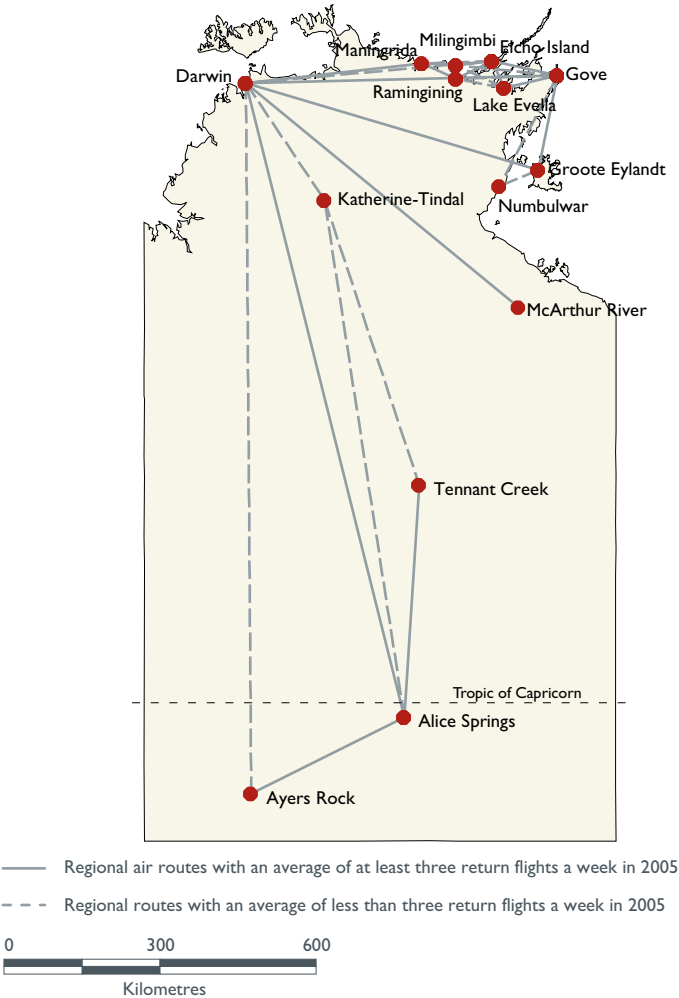 Milingimbi
Maningrida
Elcho Island
Darwin
Gove
Ramingining
Lake Evella
Groote Eylandt
Katherine-Tindal
Numbulwar
McArthur River
Tennant Creek
Tropic of Capricorn
Alice Springs
Ayers Rock
Regional air routes with an average of at least three return flights a week in 2005
Regional routes with an average of less than three return flights a week in 2005
0 300 600
Kilometres